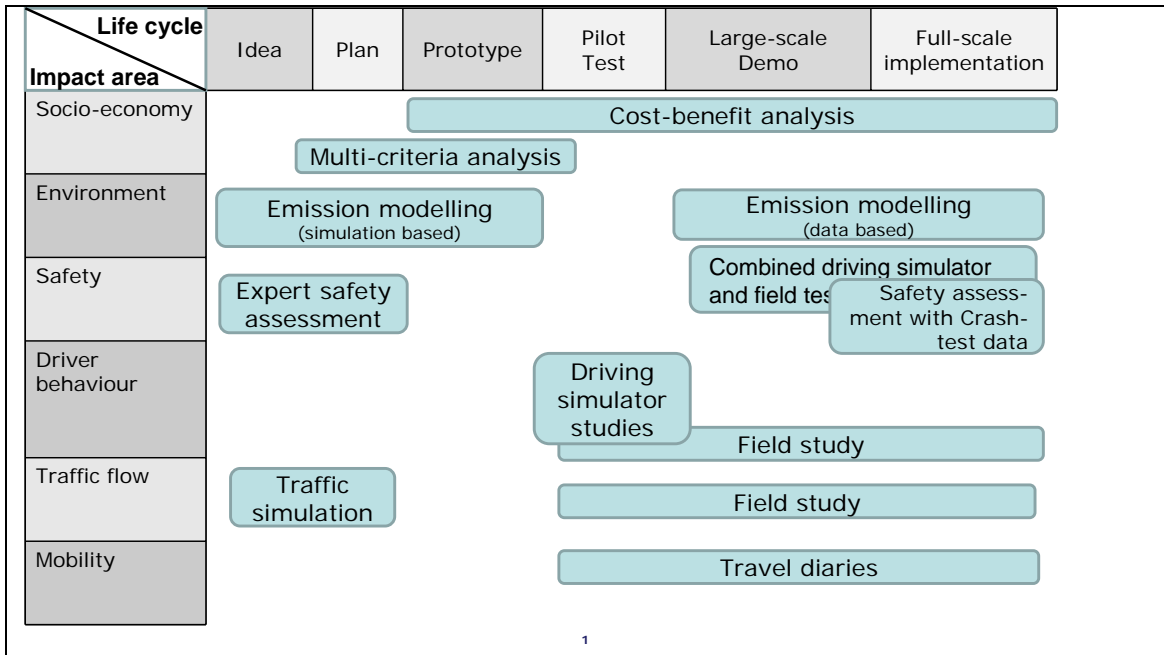 Life cycle
Impact area
Idea
Plan
Prototype
Pilot
Test
Large-scale
Demo
Full-scale
implementation
Socio-economy
Cost-benefit analysis
Multi-criteria analysis
Environment
Emission modelling
(simulation based)
Emission modelling
(data based)
Safety
Expert safety
assessment
Combined driving simulator
and field tes
Safety assess-
ment with Crash-
test data
Driver
behaviour
Driving
simulator
studies
Field study
Traffic flow
Traffic
simulation
Field study
Mobility
Travel diaries
1